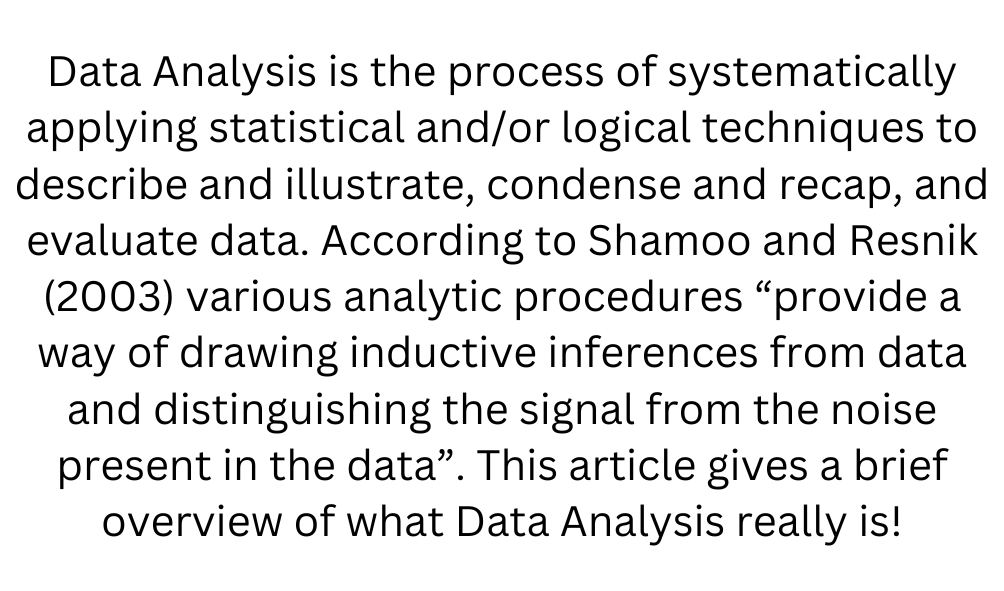 Data Analysis is the process of systematically
applying statistical and/or logical techniques to
describe and illustrate, condense and recap, and
evaluate data. According to Shamoo and Resnik
(2003) various analytic procedures “provide a
way of drawing inductive inferences from data
and distinguishing the signal from the noise
present in the data”. This article gives a brief
overview of what Data Analysis really is!